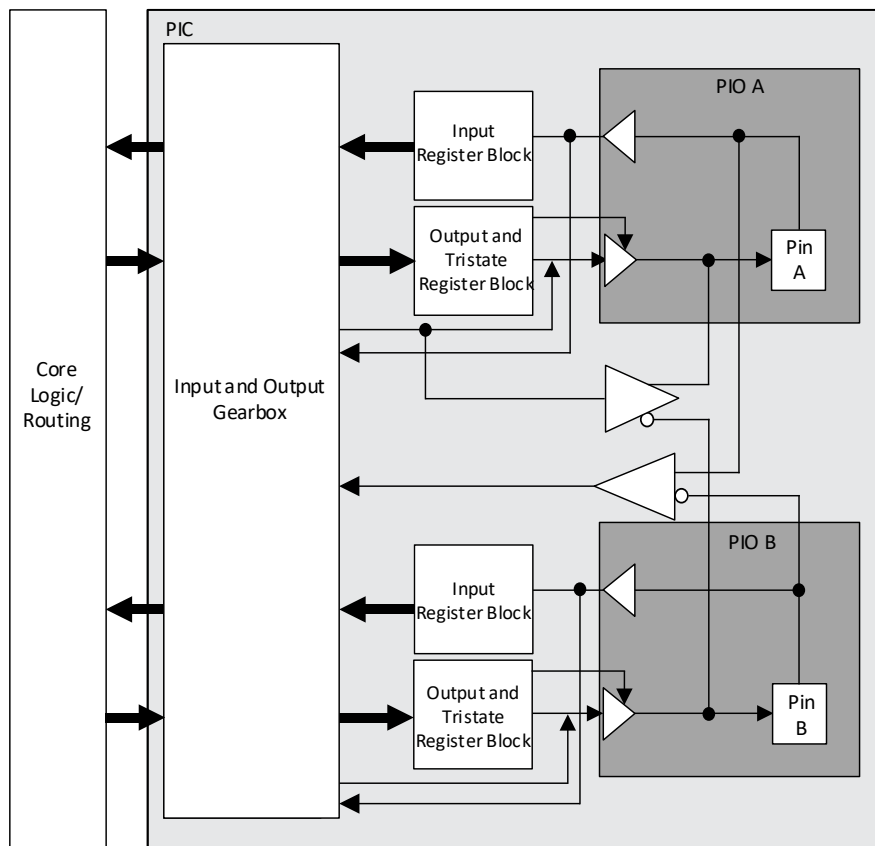 PIC
PIO A
Input
Register Block
Output and
Tristate
Register Block
Pin
A
Core
Logic/
Routing
Input and Output
Gearbox
PIO B
Input
Register Block
Output and
Tristate
Register Block
Pin
B